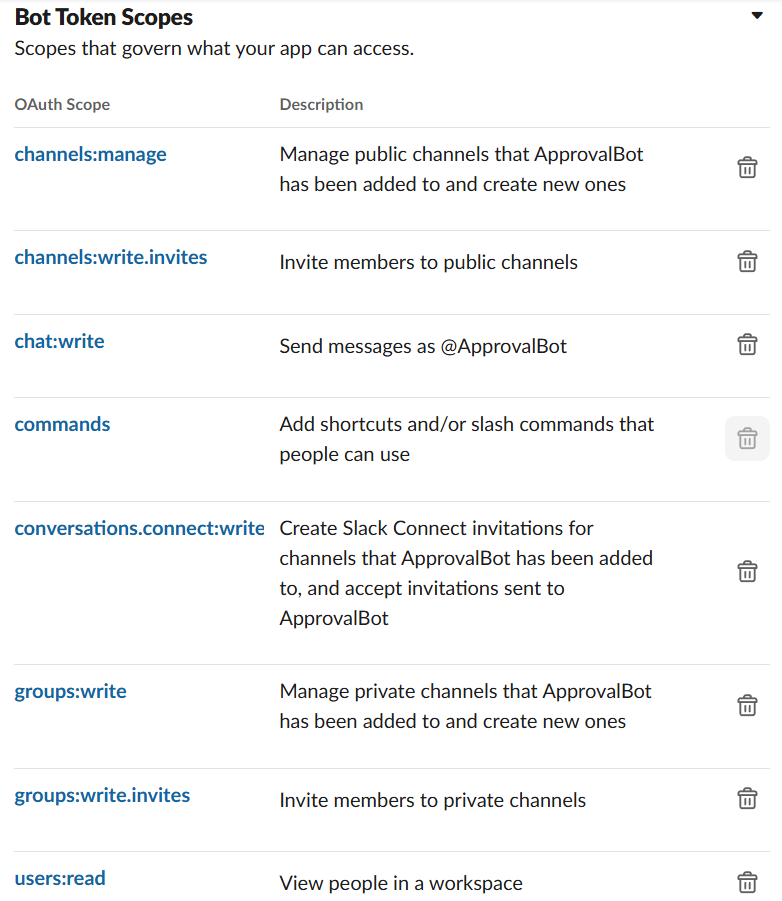 Bot Token Scopes
Scopes that govern what your app can access.
OAuth Scope Description
channels:manage Manage public channels that ApprovalBot
has been added to and create new ones
channels:write.invites Invite members to public channels
chat:write Send messages as @ApprovalBot
commands Add shortcuts and/or slash commands that
people can use
conversations.connect:write Create Slack Connect invitations for
channels that ApprovalBot has been added
to, and accept invitations sent to
ApprovalBot
groups:write Manage private channels that ApprovalBot
has been added to and create new ones
groups:write.invites Invite members to private channels
users:read View people in a workspace